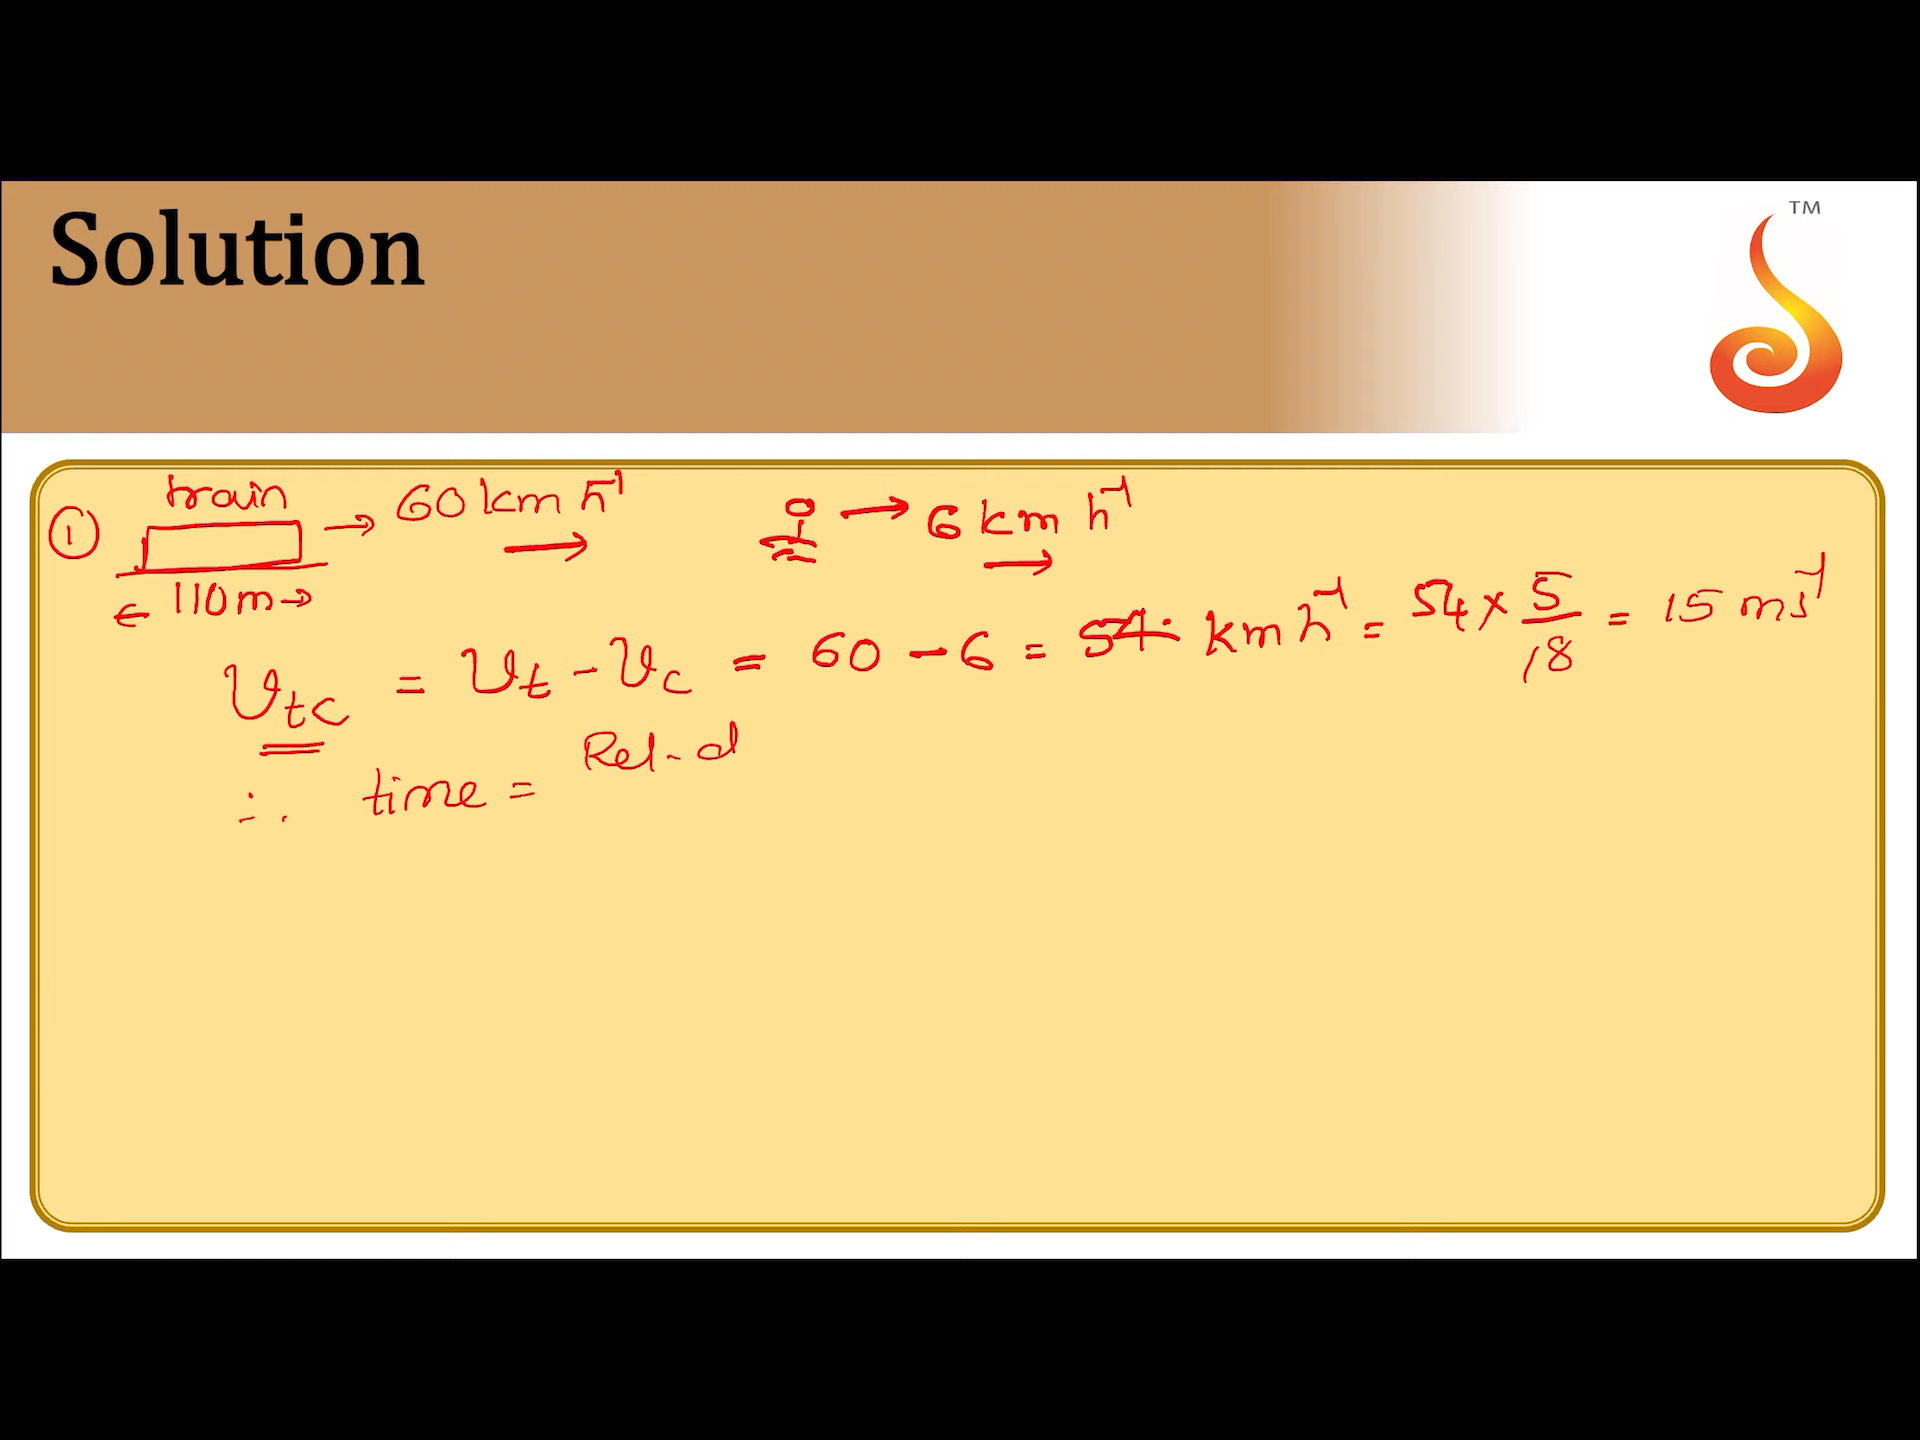 Solution
TM
① train → 60 km h⁻¹ → 6 km h⁻¹
← 110m →
V_tc = V_t - V_c = 60 - 6 = 54 km h⁻¹ = 54 × 5/18 = 15 ms⁻¹
∴ time = Rel. d